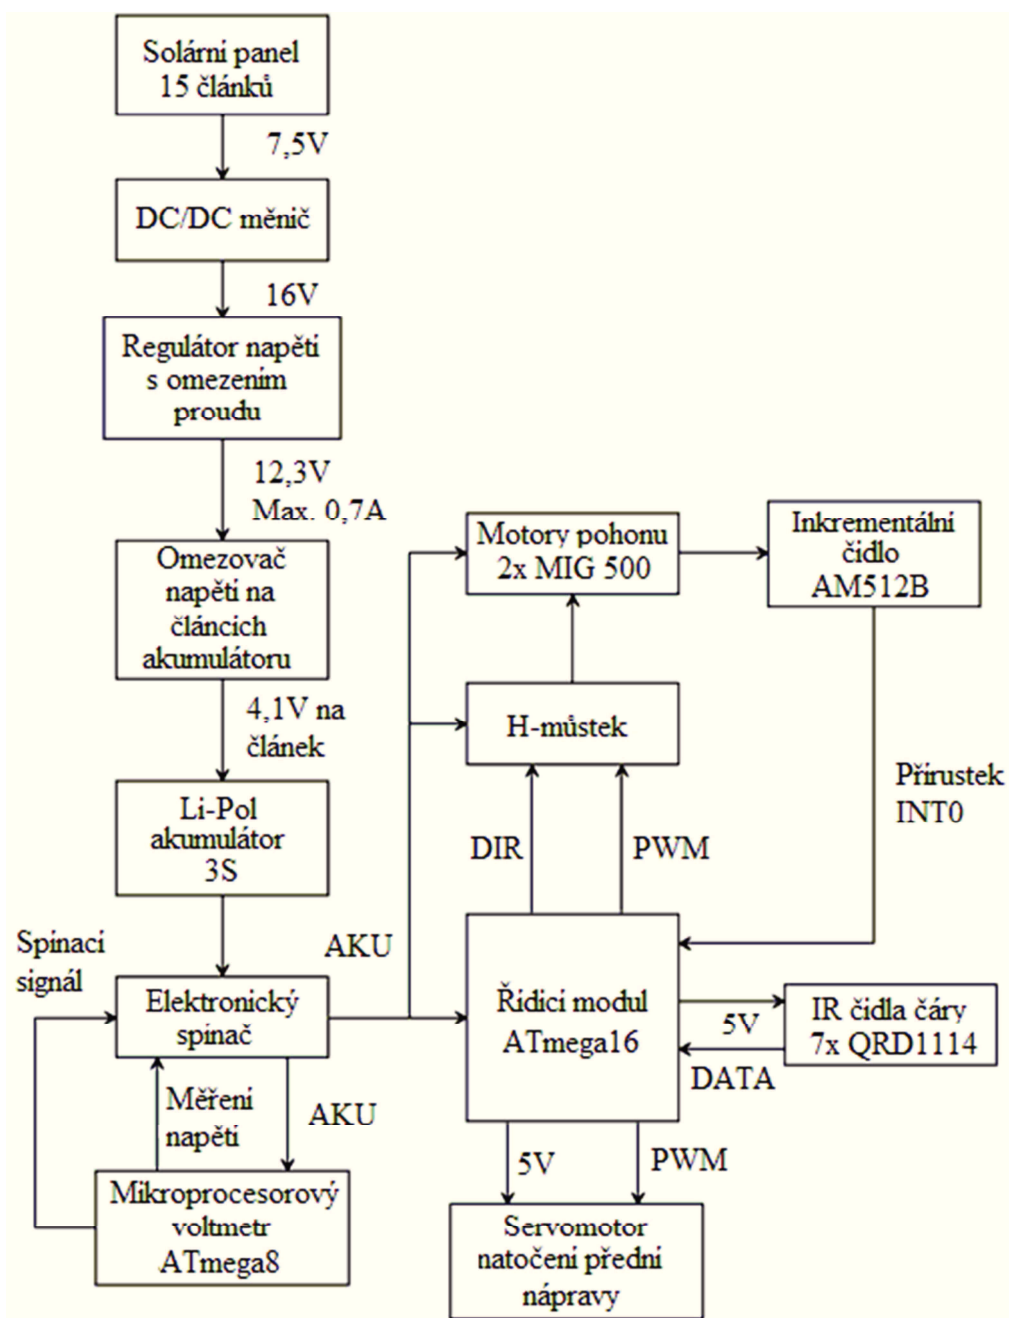 Solární panel
15 článků
7,5V
DC/DC měnič
16V
Regulátor napětí
s omezením
proudu
12,3V
Max. 0,7A
Omezovač
napětí na
článcích
akumulátoru
4,1V na
článek
Li-Pol
akumulátor
3S
Spínací
signál
Elektronický
spínač
AKU
Měření
napětí
AKU
Mikroprocesorový
voltmetr
ATmega8
Motory pohonu
2x MIG 500
Inkrementální
čidlo
AM512B
H-můstek
DIR
PWM
Přírustek
INT0
Řídicí modul
ATmega16
5V
DATA
IR čidla čáry
7x QRD1114
5V
PWM
Servomotor
natočení přední
nápravy